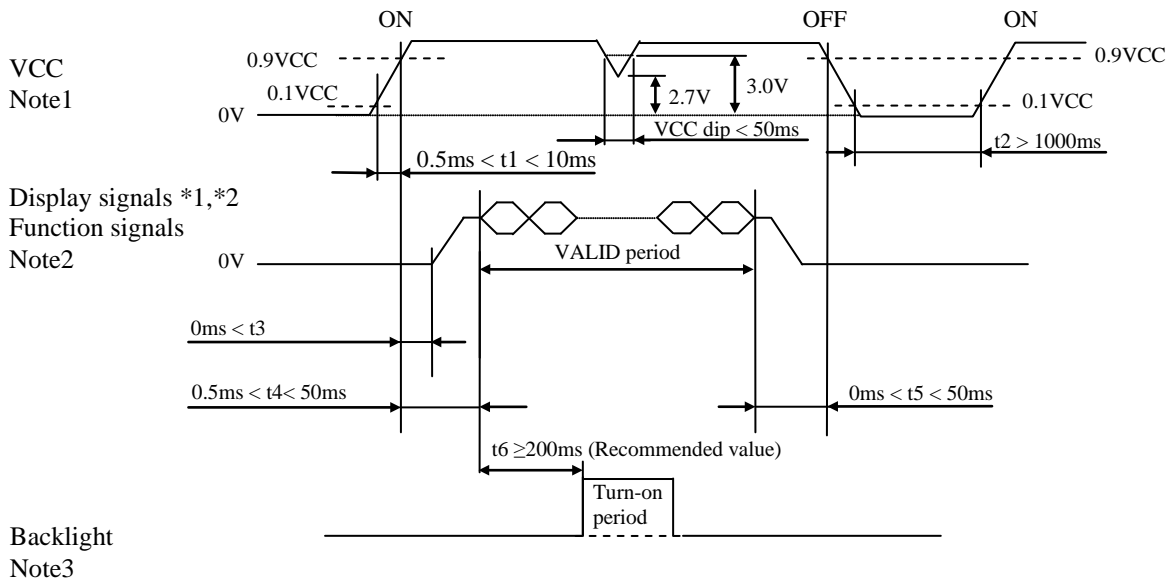 ON
OFF
ON
VCC
Note1
0.9VCC
0.9VCC
0.1VCC
0.1VCC
0V
2.7V
3.0V
VCC dip < 50ms
t2 > 1000ms
0.5ms < t1 < 10ms
Display signals *1,*2
Function signals
Note2
0V
VALID period
0ms < t3
0.5ms < t4< 50ms
0ms < t5 < 50ms
t6 ≥200ms (Recommended value)
Turn-on
period
Backlight
Note3